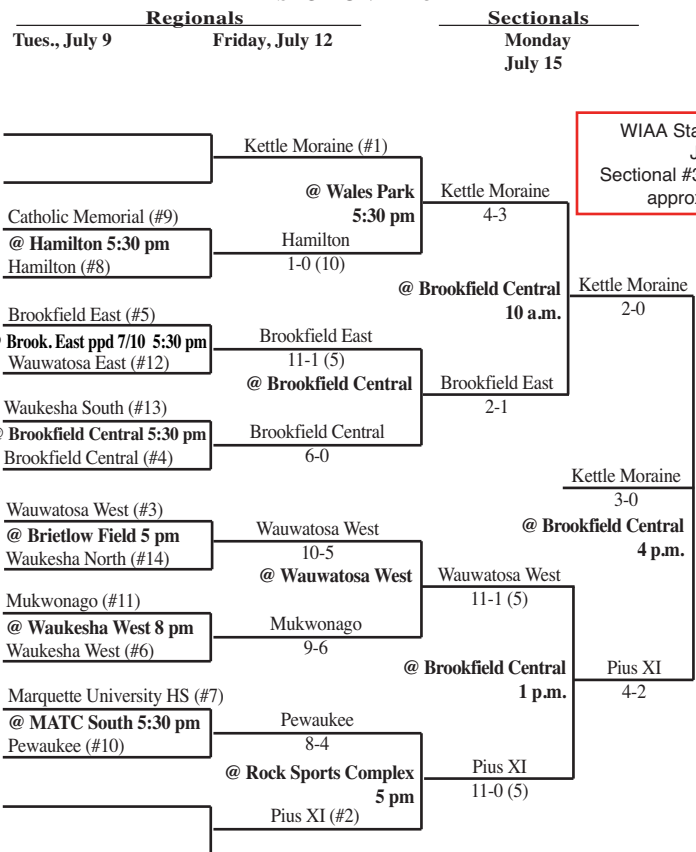 Regionals
Sectionals
Tues., July 9
Friday, July 12
Monday
July 15
WIAA
Sectional
Kettle Moraine (#1)
@ Wales Park
5:30 pm
Kettle Moraine
4-3
Catholic Memorial (#9)
@ Hamilton 5:30 pm
Hamilton (#8)
Hamilton
1-0 (10)
@ Brookfield Central
10 a.m.
Kettle Moraine
2-0
Brookfield East (#5)
Brook. East ppd 7/10 5:30 pm
Wauwatosa East (#12)
Brookfield East
11-1 (5)
@ Brookfield Central
Brookfield East
2-1
Waukesha South (#13)
@ Brookfield Central 5:30 pm
Brookfield Central (#4)
Brookfield Central
6-0
Kettle Moraine
3-0
@ Brookfield Central
4 p.m.
Wauwatosa West (#3)
@ Brietlow Field 5 pm
Waukesha North (#14)
Wauwatosa West
10-5
@ Wauwatosa West
Wauwatosa West
11-1 (5)
Mukwonago (#11)
@ Waukesha West 8 pm
Waukesha West (#6)
Mukwonago
9-6
@ Brookfield Central
1 p.m.
Pius XI
4-2
Marquette University HS (#7)
@ MATC South 5:30 pm
Pewaukee (#10)
Pewaukee
8-4
@ Rock Sports Complex
5 pm
Pius XI
11-0 (5)
Pius XI (#2)